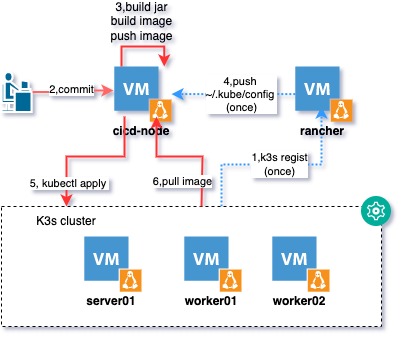 3,build jar
build image
push image
VM
cicd-node
2,commit
4,push
~/.kube/config
(once)
VM
rancher
1,k3s regist
(once)
5, kubectl apply
6,pull image
K3s cluster
VM
server01
VM
worker01
VM
worker02